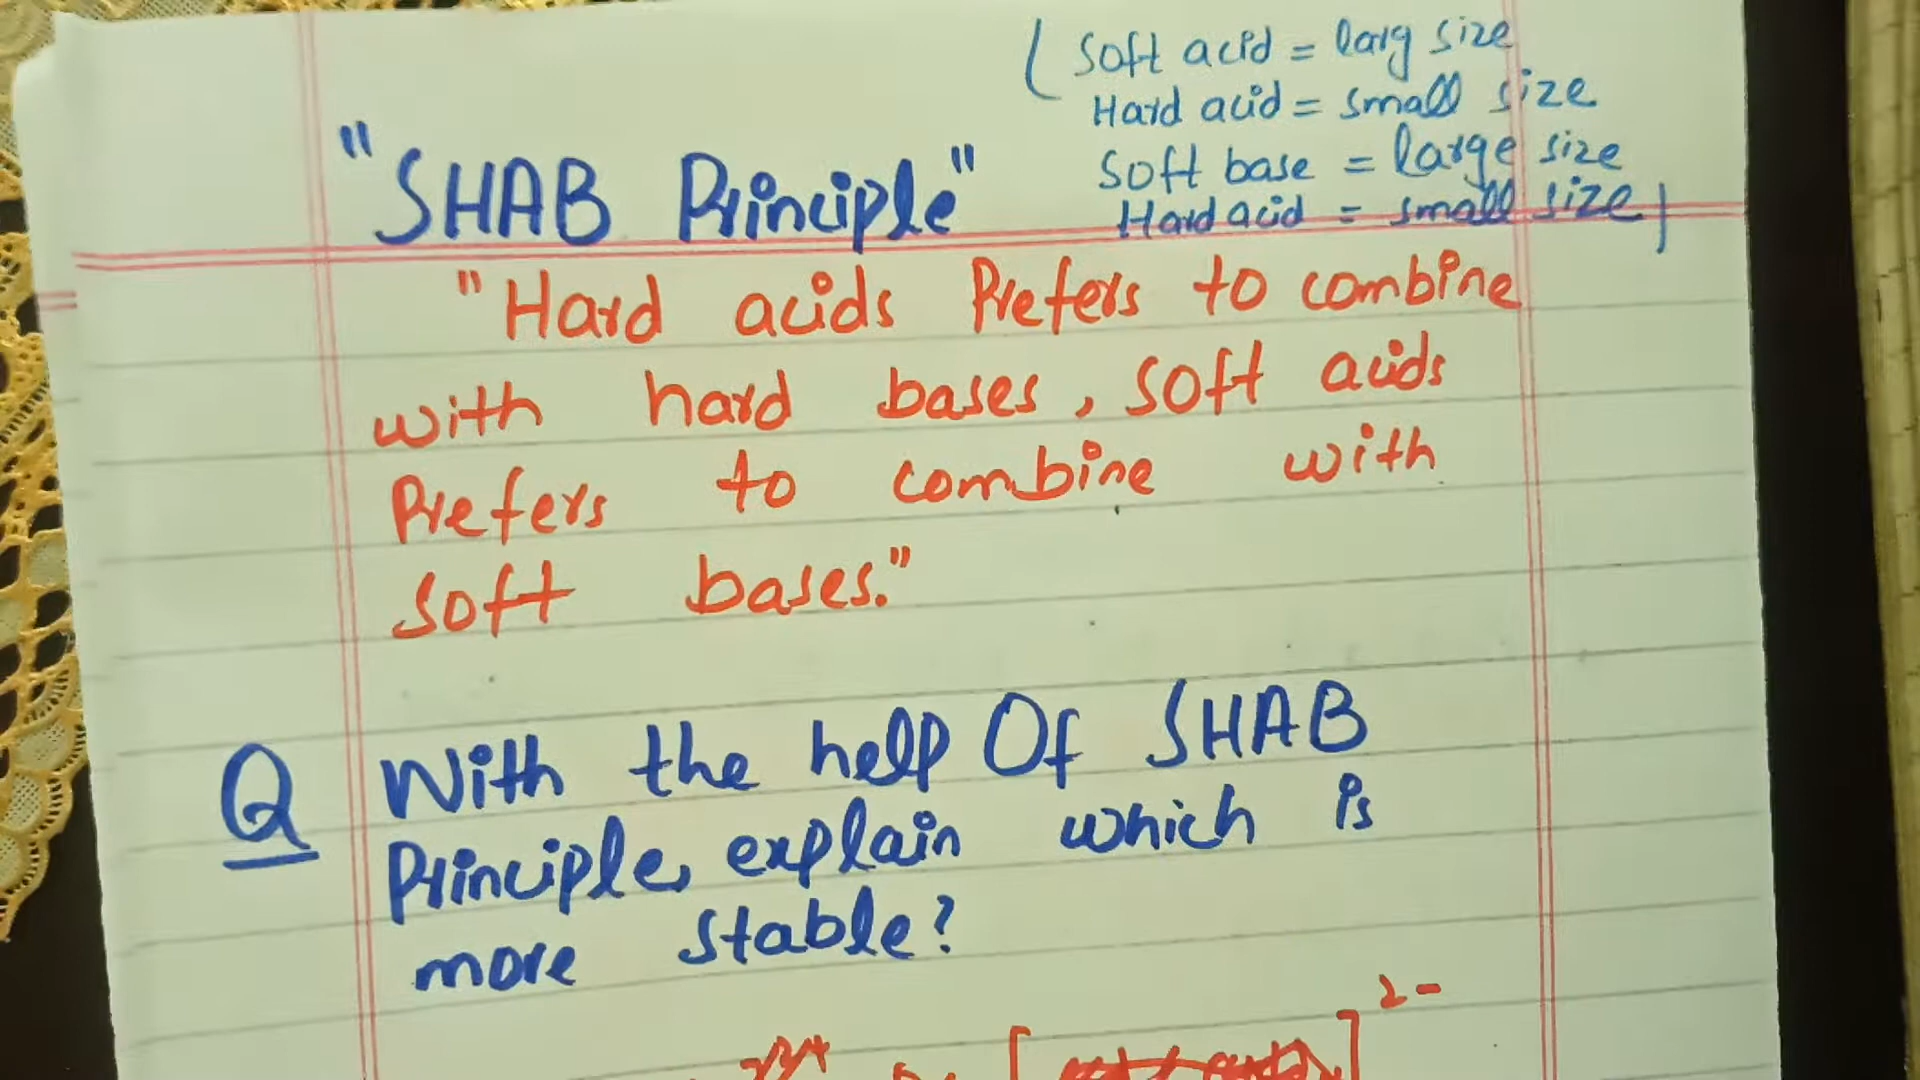 (Soft acid = larg size
Hard acid = small size
Soft base = large size
Hard acid = small size)
"SHAB Principle"
"Hard acids Prefers to combine
with hard bases, Soft acids
Prefers to combine with
Soft bases."
Q With the help Of SHAB
Principle, explain which is
more stable?
2-
[ ]